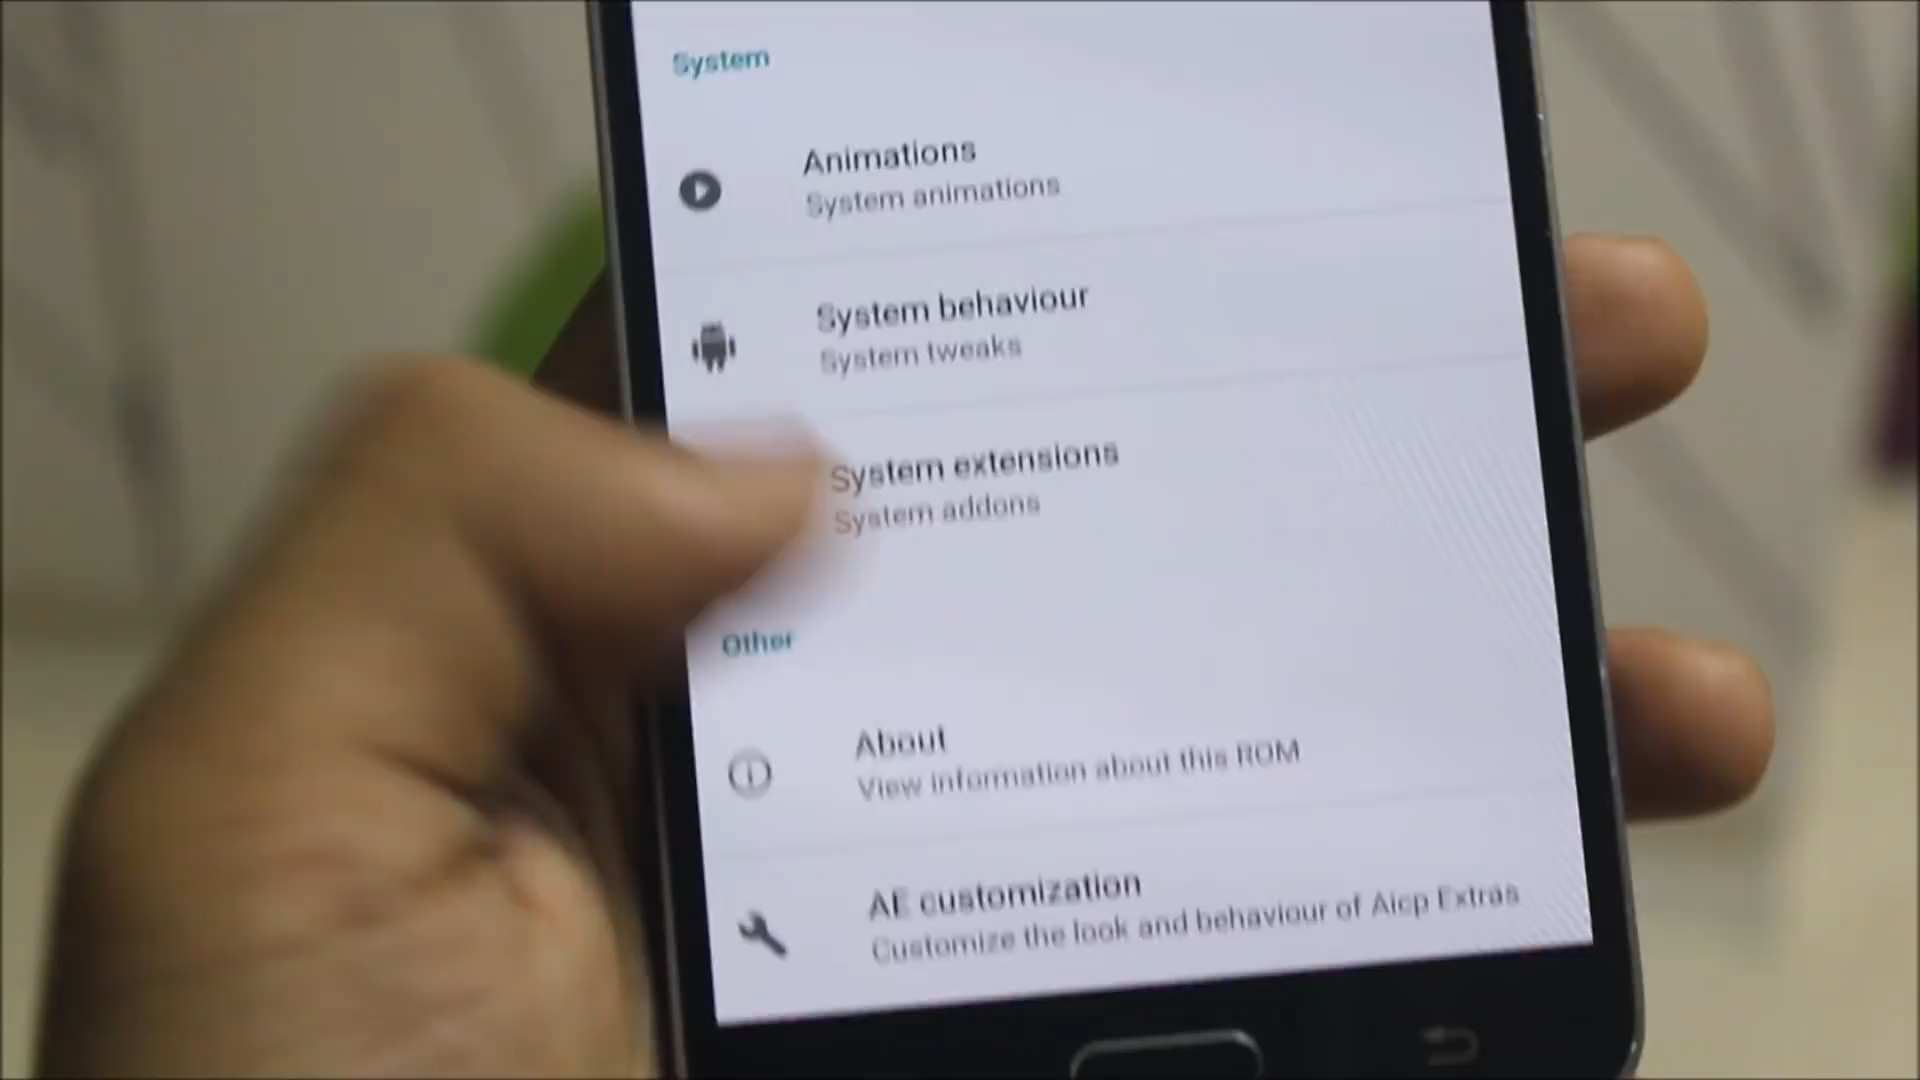 System
Animations
System animations
System behaviour
System tweaks
System extensions
System addons
Other
About
View information about this ROM
AE customization
Customize the look and behaviour of Aicp Extras